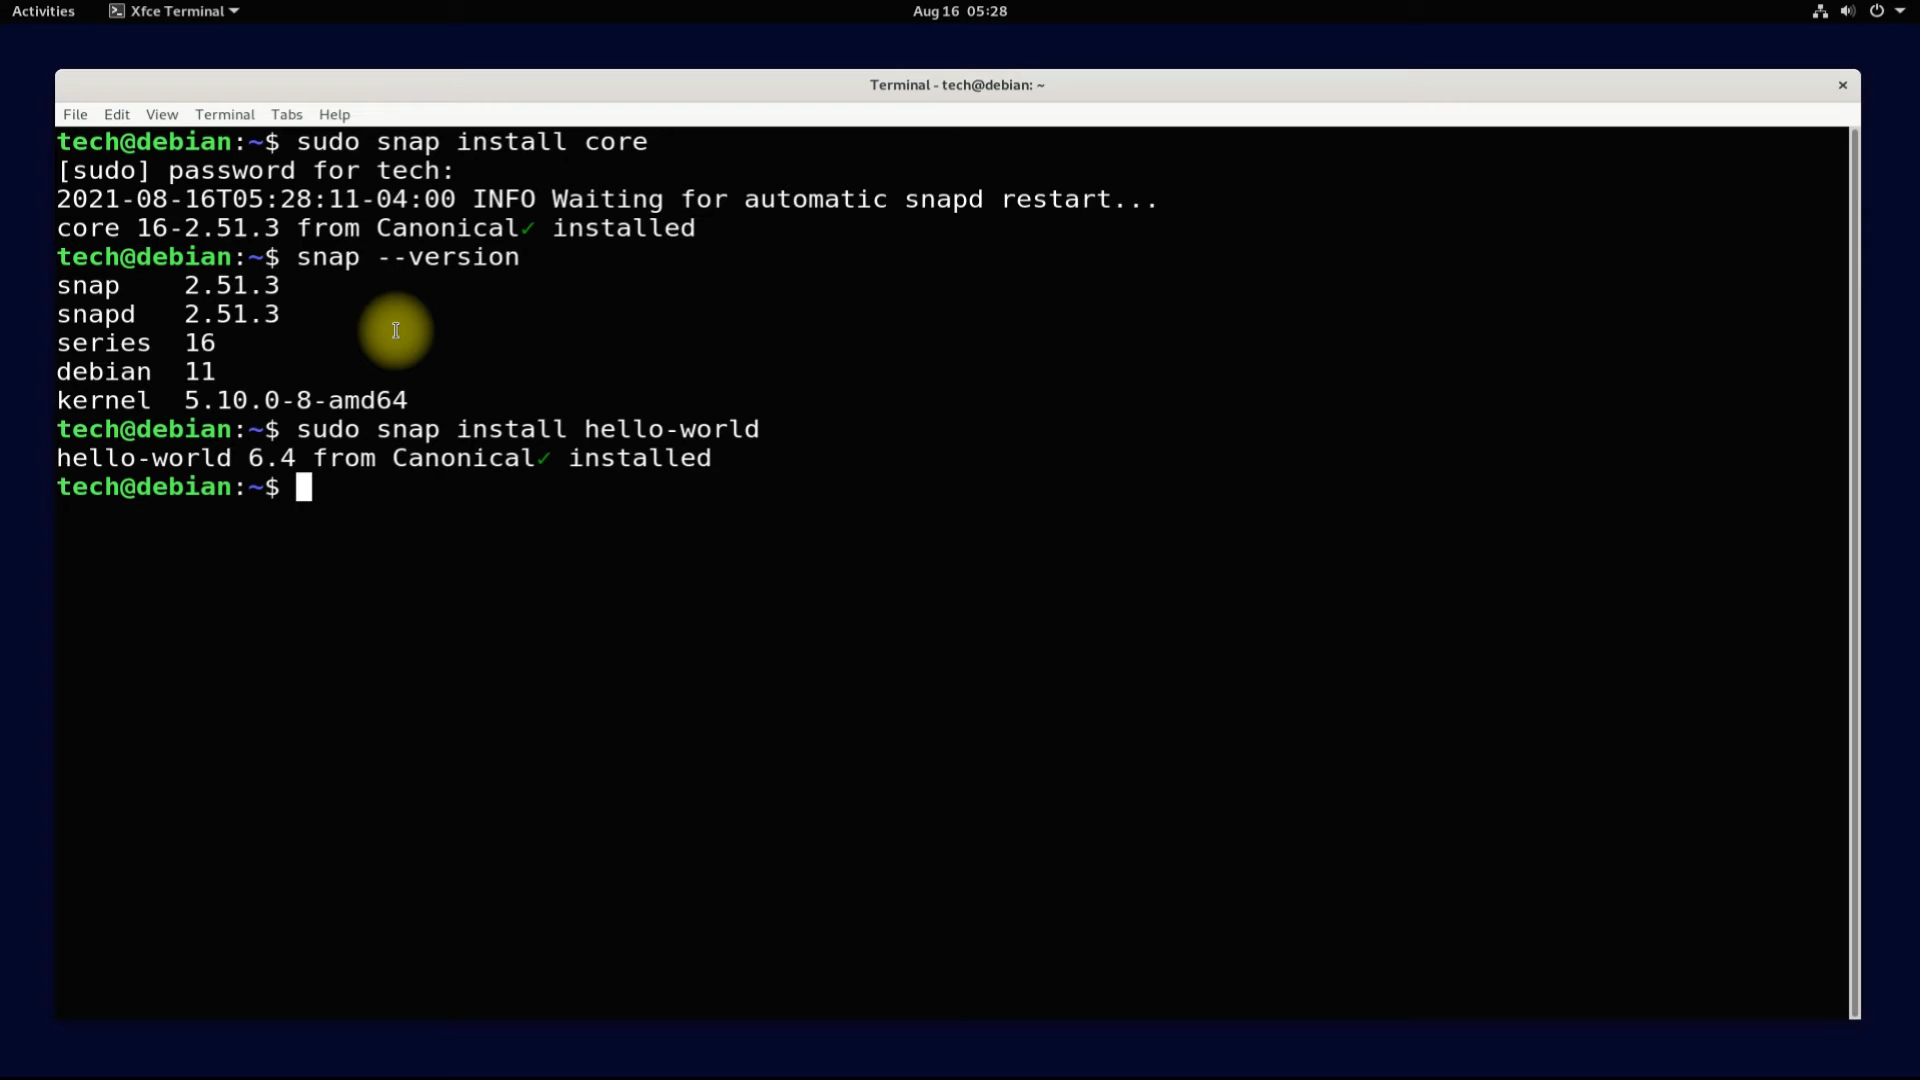 Activities Xfce Terminal Aug 16 05:28
Terminal - tech@debian: ~ ×
File Edit View Terminal Tabs Help
tech@debian:~$ sudo snap install core
[sudo] password for tech:
2021-08-16T05:28:11-04:00 INFO Waiting for automatic snapd restart...
core 16-2.51.3 from Canonical✓ installed
tech@debian:~$ snap --version
snap    2.51.3
snapd   2.51.3
series  16
debian  11
kernel  5.10.0-8-amd64
tech@debian:~$ sudo snap install hello-world
hello-world 6.4 from Canonical✓ installed
tech@debian:~$